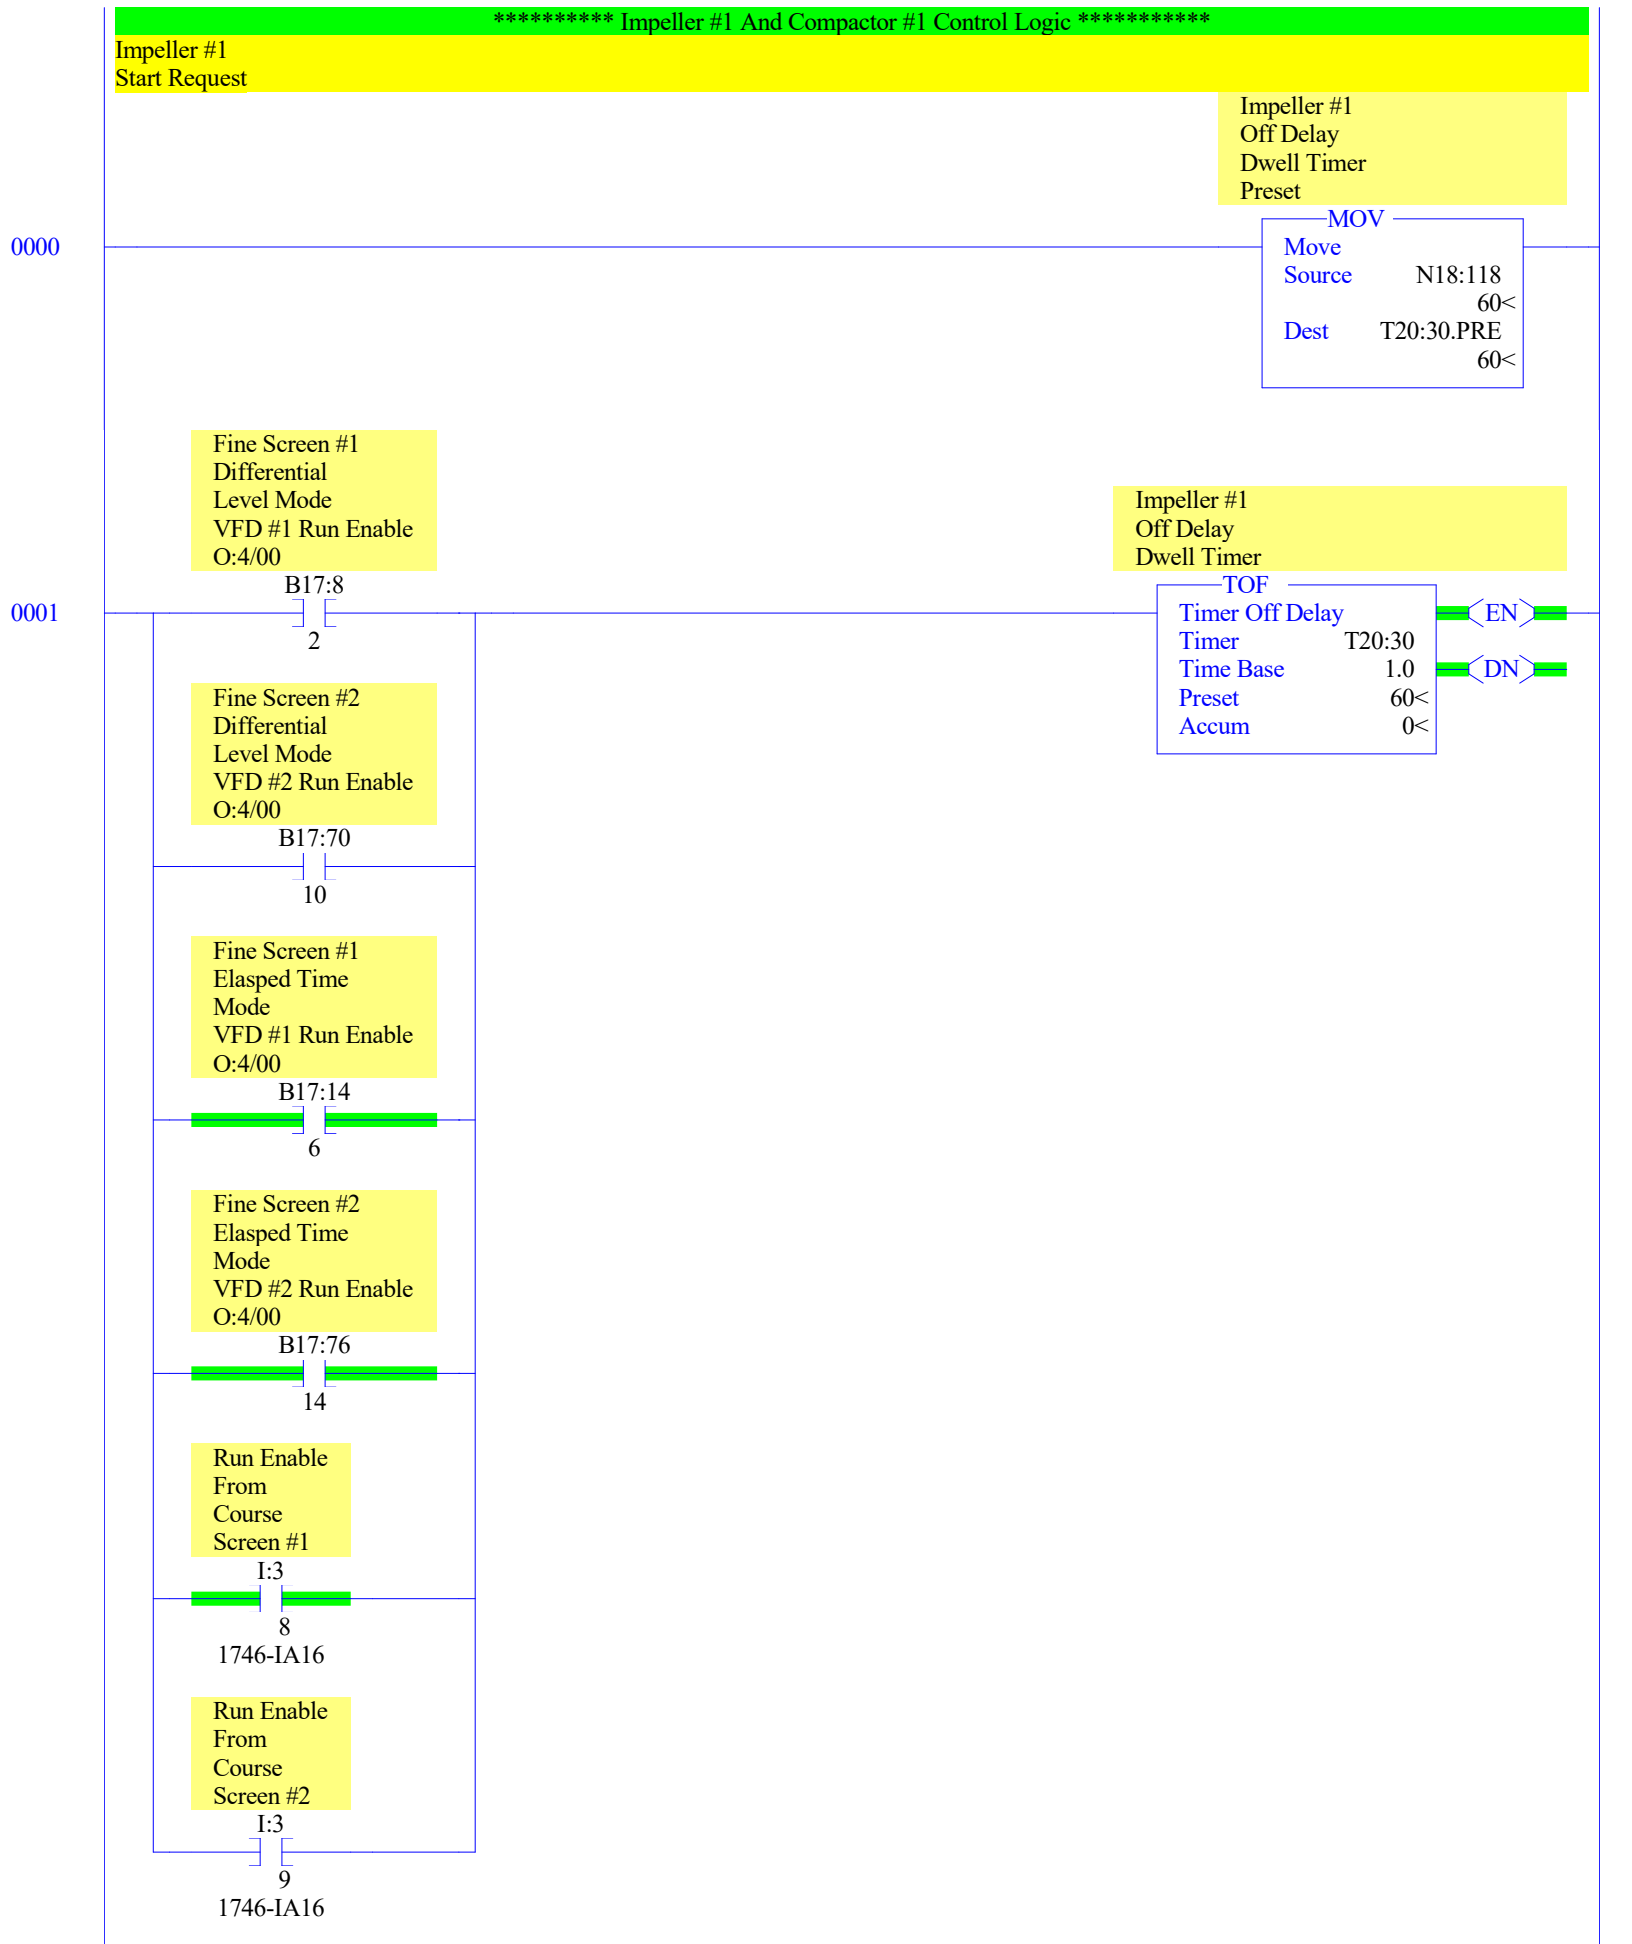 ********** Impeller #1 And Compactor #1 Control Logic ***********
Impeller #1
Start Request
Impeller #1
Off Delay
Dwell Timer
Preset
MOV
0000
Move
Source N18:118
60<
Dest T20:30.PRE
60<
Fine Screen #1
Differential
Level Mode
VFD #1 Run Enable
O:4/00
B17:8
2
Impeller #1
Off Delay
Dwell Timer
TOF
0001
Timer Off Delay
EN
Timer T20:30
Time Base 1.0
DN
Preset 60<
Accum 0<
Fine Screen #2
Differential
Level Mode
VFD #2 Run Enable
O:4/00
B17:70
10
Fine Screen #1
Elasped Time
Mode
VFD #1 Run Enable
O:4/00
B17:14
6
Fine Screen #2
Elasped Time
Mode
VFD #2 Run Enable
O:4/00
B17:76
14
Run Enable
From
Course
Screen #1
I:3
8
1746-IA16
Run Enable
From
Course
Screen #2
I:3
9
1746-IA16